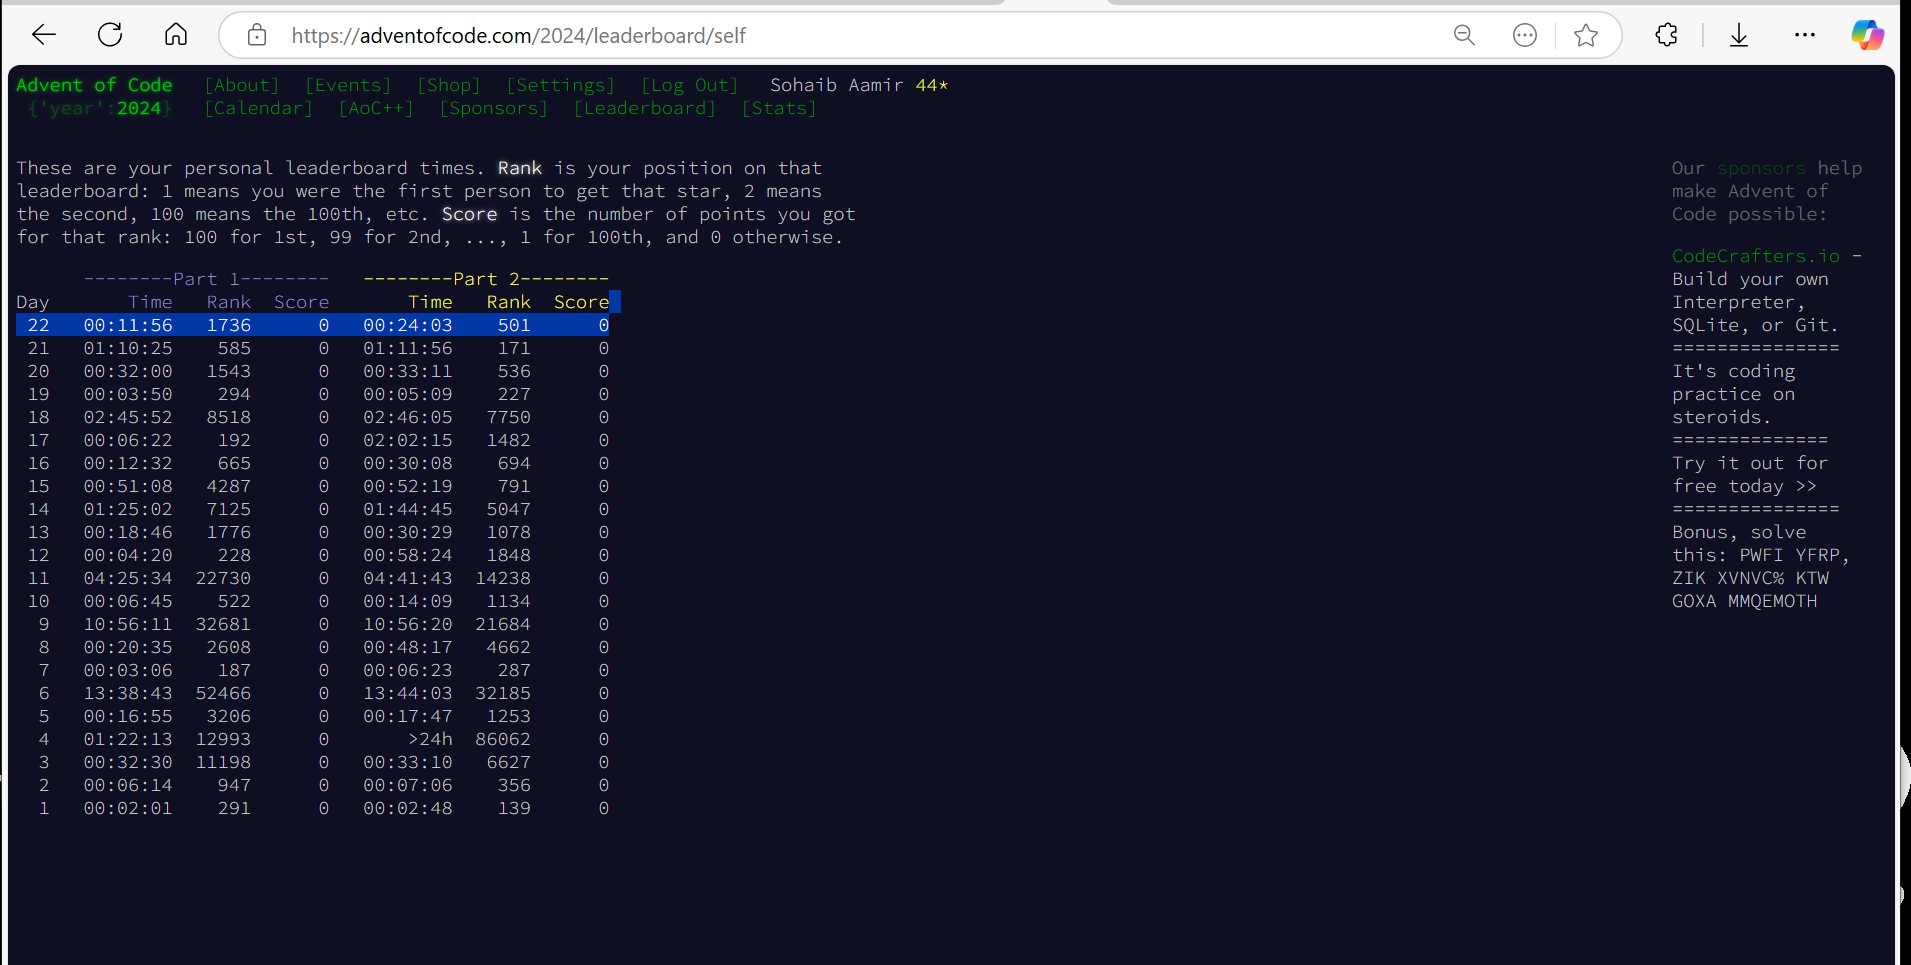 https://adventofcode.com/2024/leaderboard/self
Advent of Code [About] [Events] [Shop] [Settings] [Log Out] Sohaib Aamir 44*
{'year':2024} [Calendar] [AoC++] [Sponsors] [Leaderboard] [Stats]
These are your personal leaderboard times. Rank is your position on that
leaderboard: 1 means you were the first person to get that star, 2 means
the second, 100 means the 100th, etc. Score is the number of points you got
for that rank: 100 for 1st, 99 for 2nd, ..., 1 for 100th, and 0 otherwise.
--------Part 1-------- --------Part 2--------
Day Time Rank Score Time Rank Score
22 00:11:56 1736 0 00:24:03 501 0
21 01:10:25 585 0 01:11:56 171 0
20 00:32:00 1543 0 00:33:11 536 0
19 00:03:50 294 0 00:05:09 227 0
18 02:45:52 8518 0 02:46:05 7750 0
17 00:06:22 192 0 02:02:15 1482 0
16 00:12:32 665 0 00:30:08 694 0
15 00:51:08 4287 0 00:52:19 791 0
14 01:25:02 7125 0 01:44:45 5047 0
13 00:18:46 1776 0 00:30:29 1078 0
12 00:04:20 228 0 00:58:24 1848 0
11 04:25:34 22730 0 04:41:43 14238 0
10 00:06:45 522 0 00:14:09 1134 0
9 10:56:11 32681 0 10:56:20 21684 0
8 00:20:35 2608 0 00:48:17 4662 0
7 00:03:06 187 0 00:06:23 287 0
6 13:38:43 52466 0 13:44:03 32185 0
5 00:16:55 3206 0 00:17:47 1253 0
4 01:22:13 12993 0 >24h 86062 0
3 00:32:30 11198 0 00:33:10 6627 0
2 00:06:14 947 0 00:07:06 356 0
1 00:02:01 291 0 00:02:48 139 0
Our sponsors help
make Advent of
Code possible:
CodeCrafters.io -
Build your own
Interpreter,
SQLite, or Git.
===============
It's coding
practice on
steroids.
==============
Try it out for
free today >>
===============
Bonus, solve
this: PWFI YFRP,
ZIK XVNVC% KTW
GOXA MMQEMOTH